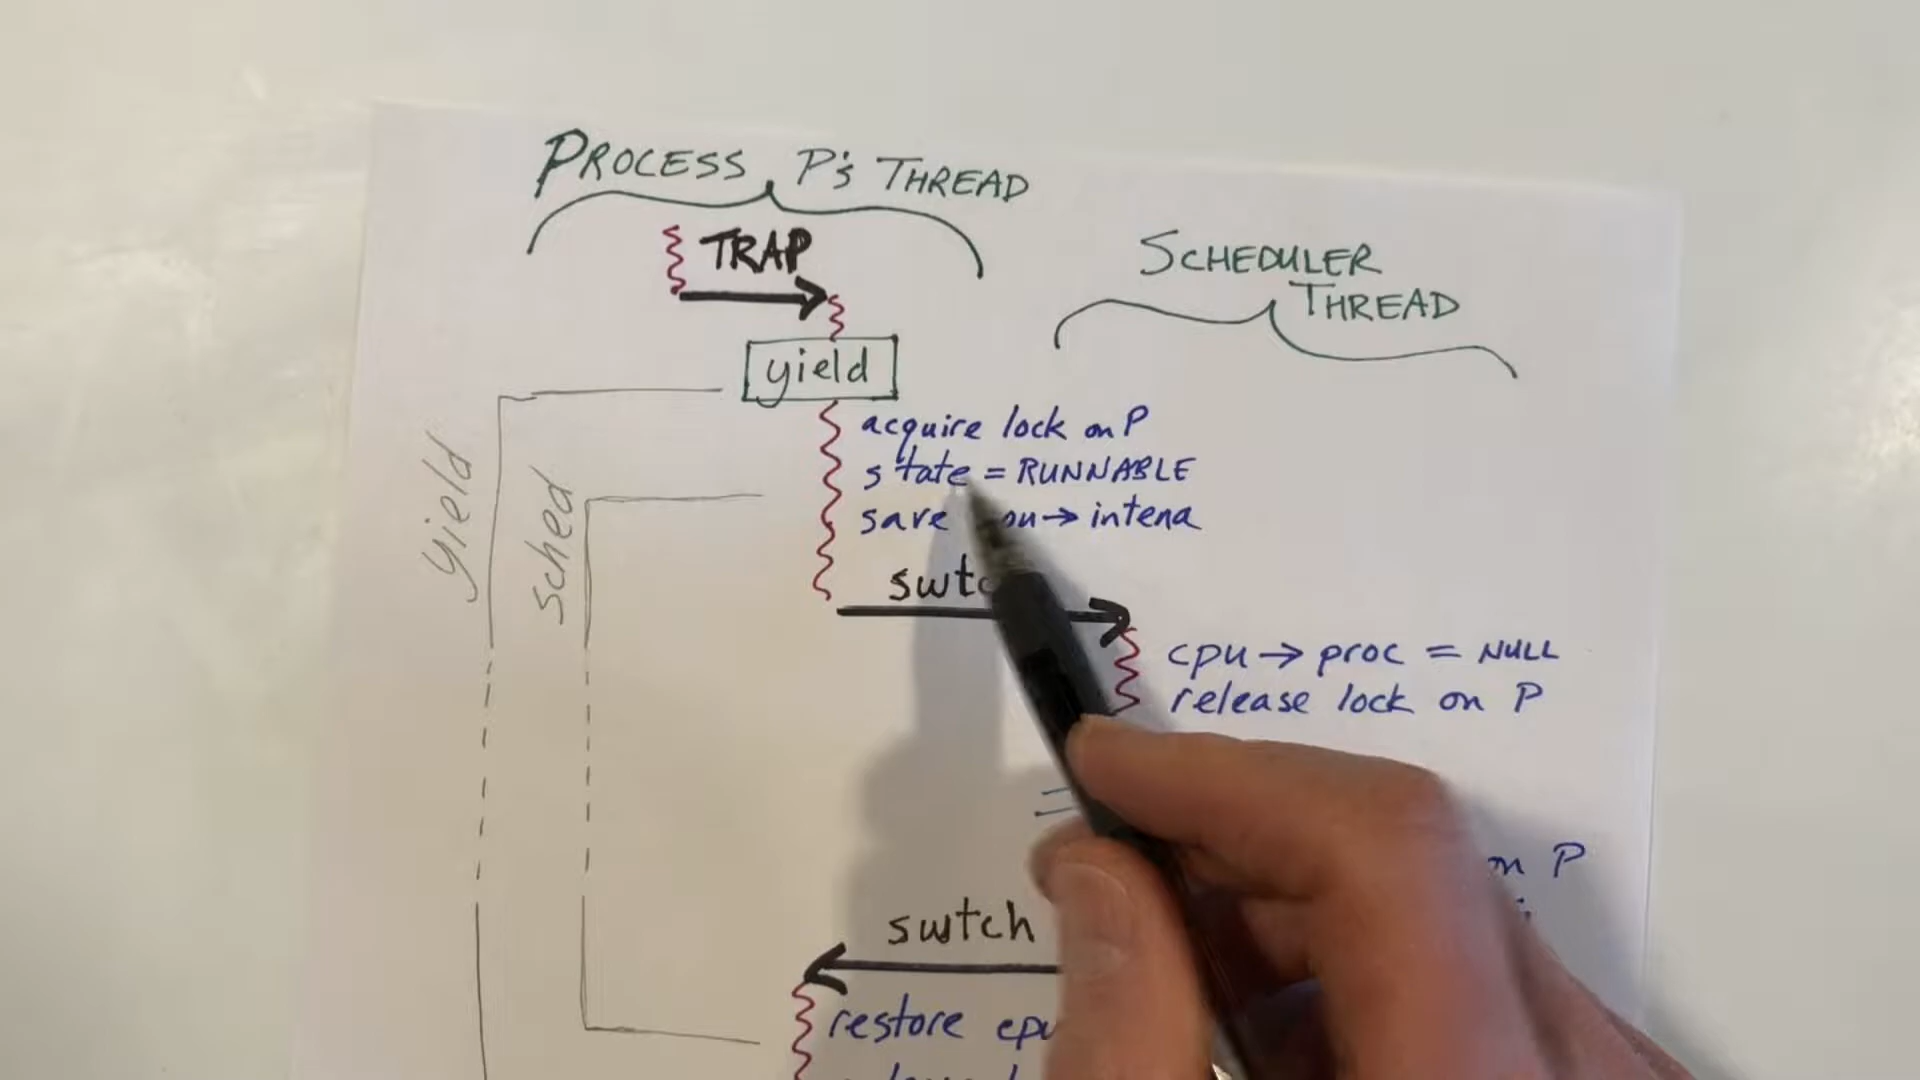 PROCESS P's THREAD
TRAP
SCHEDULER
THREAD
yield
acquire lock on P
state = RUNNABLE
save → intena
yield
sched
cpu → proc = NULL
release lock on P
on P
swtch
restore